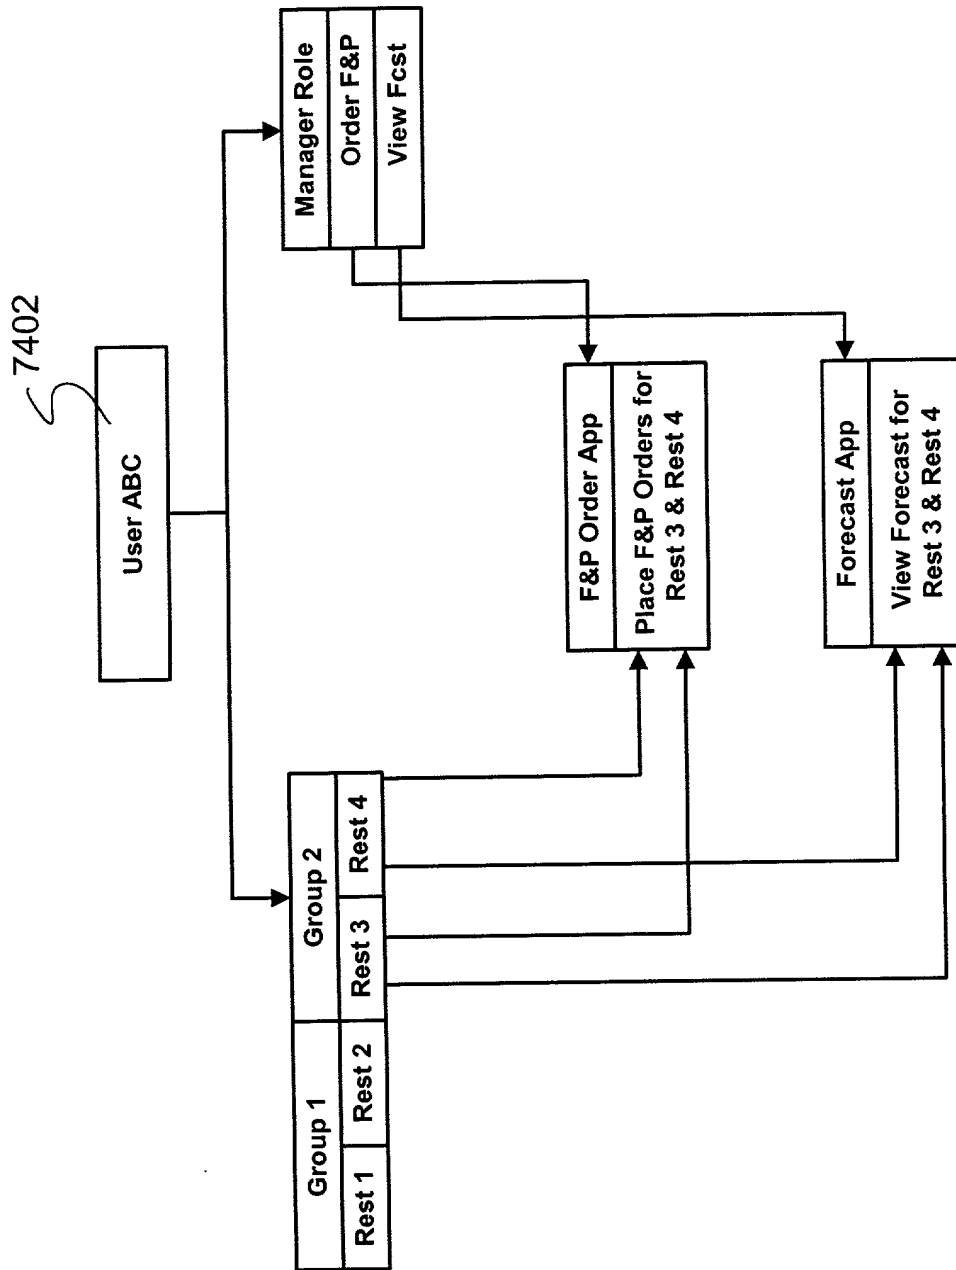 7402
User ABC
Group 1
Group 2
Rest 1
Rest 2
Rest 3
Rest 4
Manager Role
Order F&P
View Fcst
F&P Order App
Place F&P Orders for
Rest 3 & Rest 4
Forecast App
View Forecast for
Rest 3 & Rest 4